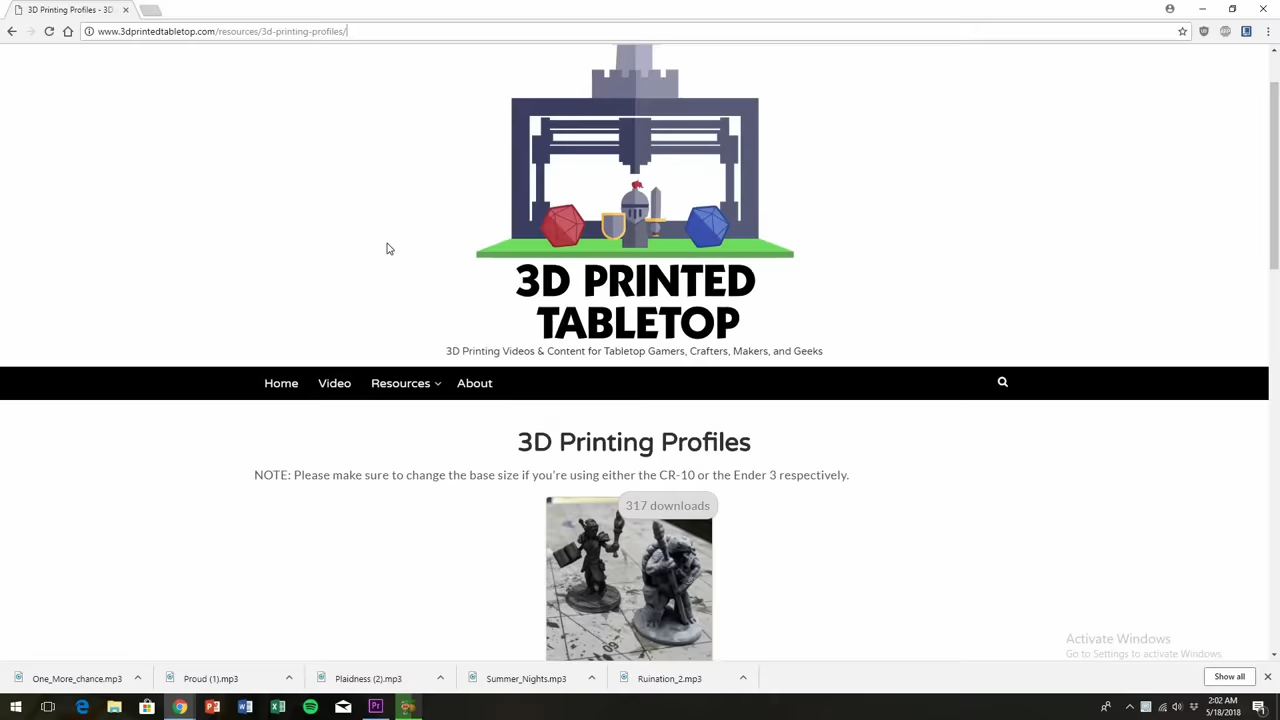 3D Printing Profiles - 3D
www.3dprintedtabletop.com/resources/3d-printing-profiles/
3D PRINTED
TABLETOP
3D Printing Videos & Content for Tabletop Gamers, Crafters, Makers, and Geeks
Home Video Resources About
3D Printing Profiles
NOTE: Please make sure to change the base size if you're using either the CR-10 or the Ender 3 respectively.
317 downloads
Activate Windows
Go to Settings to activate Windows.
One_More_chance.mp3 Proud (1).mp3 Plaidness (2).mp3 Summer_Nights.mp3 Ruination_2.mp3 Show all
2:02 AM
5/18/2018